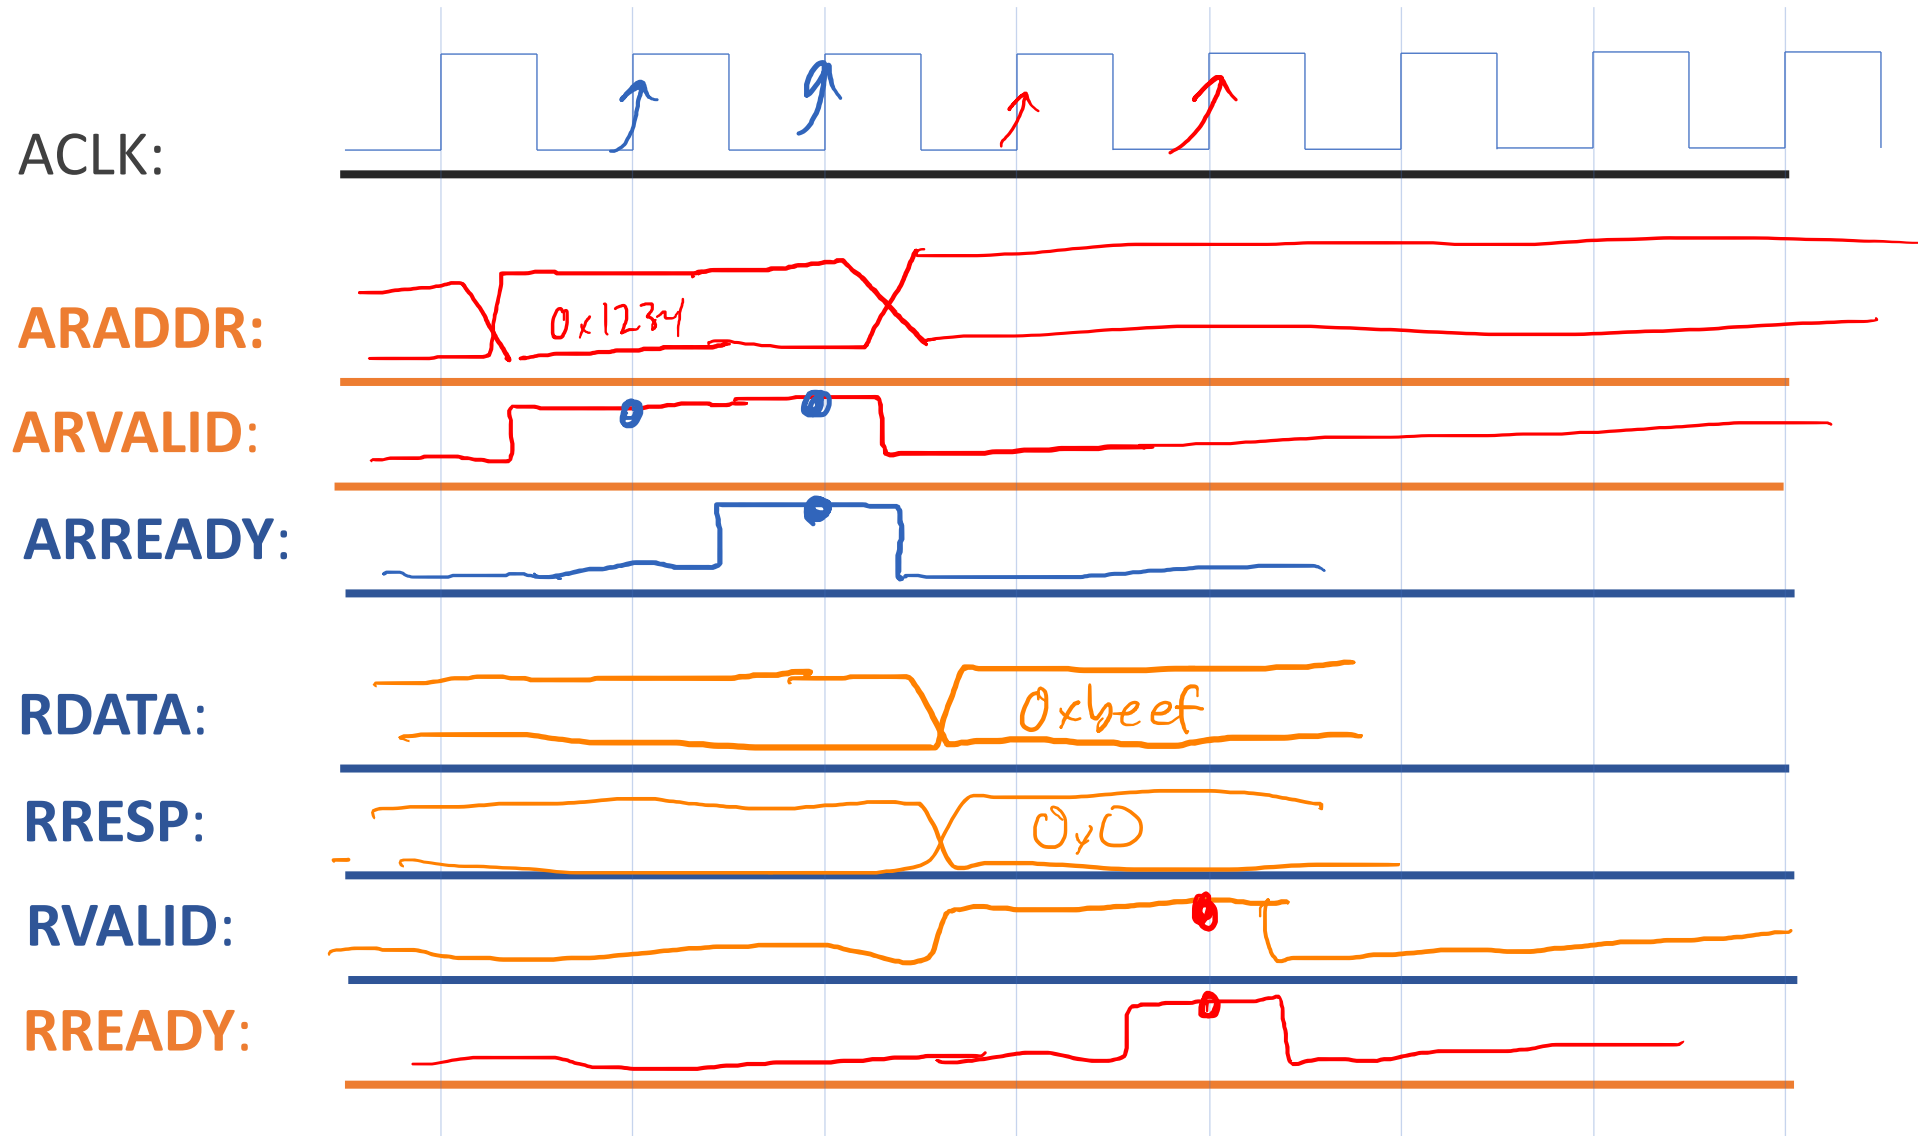 ACLK:
ARADDR: 0x1234
ARVALID:
ARREADY:
RDATA: 0xbeef
RRESP: 0x0
RVALID:
RREADY: